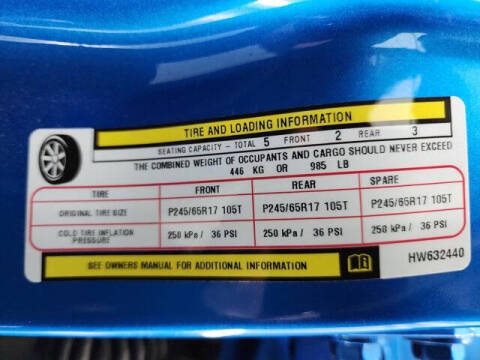 TIRE AND LOADING INFORMATION
SEATING CAPACITY - TOTAL 5 FRONT 2 REAR 3
THE COMBINED WEIGHT OF OCCUPANTS AND CARGO SHOULD NEVER EXCEED
446 KG OR 985 LB
TIRE FRONT REAR SPARE
ORIGINAL TIRE SIZE P245/65R17 105T P245/65R17 105T P245/65R17 105T
COLD TIRE INFLATION PRESSURE 250 kPa / 36 PSI 250 kPa / 36 PSI 250 kPa / 36 PSI
SEE OWNERS MANUAL FOR ADDITIONAL INFORMATION
HW632440